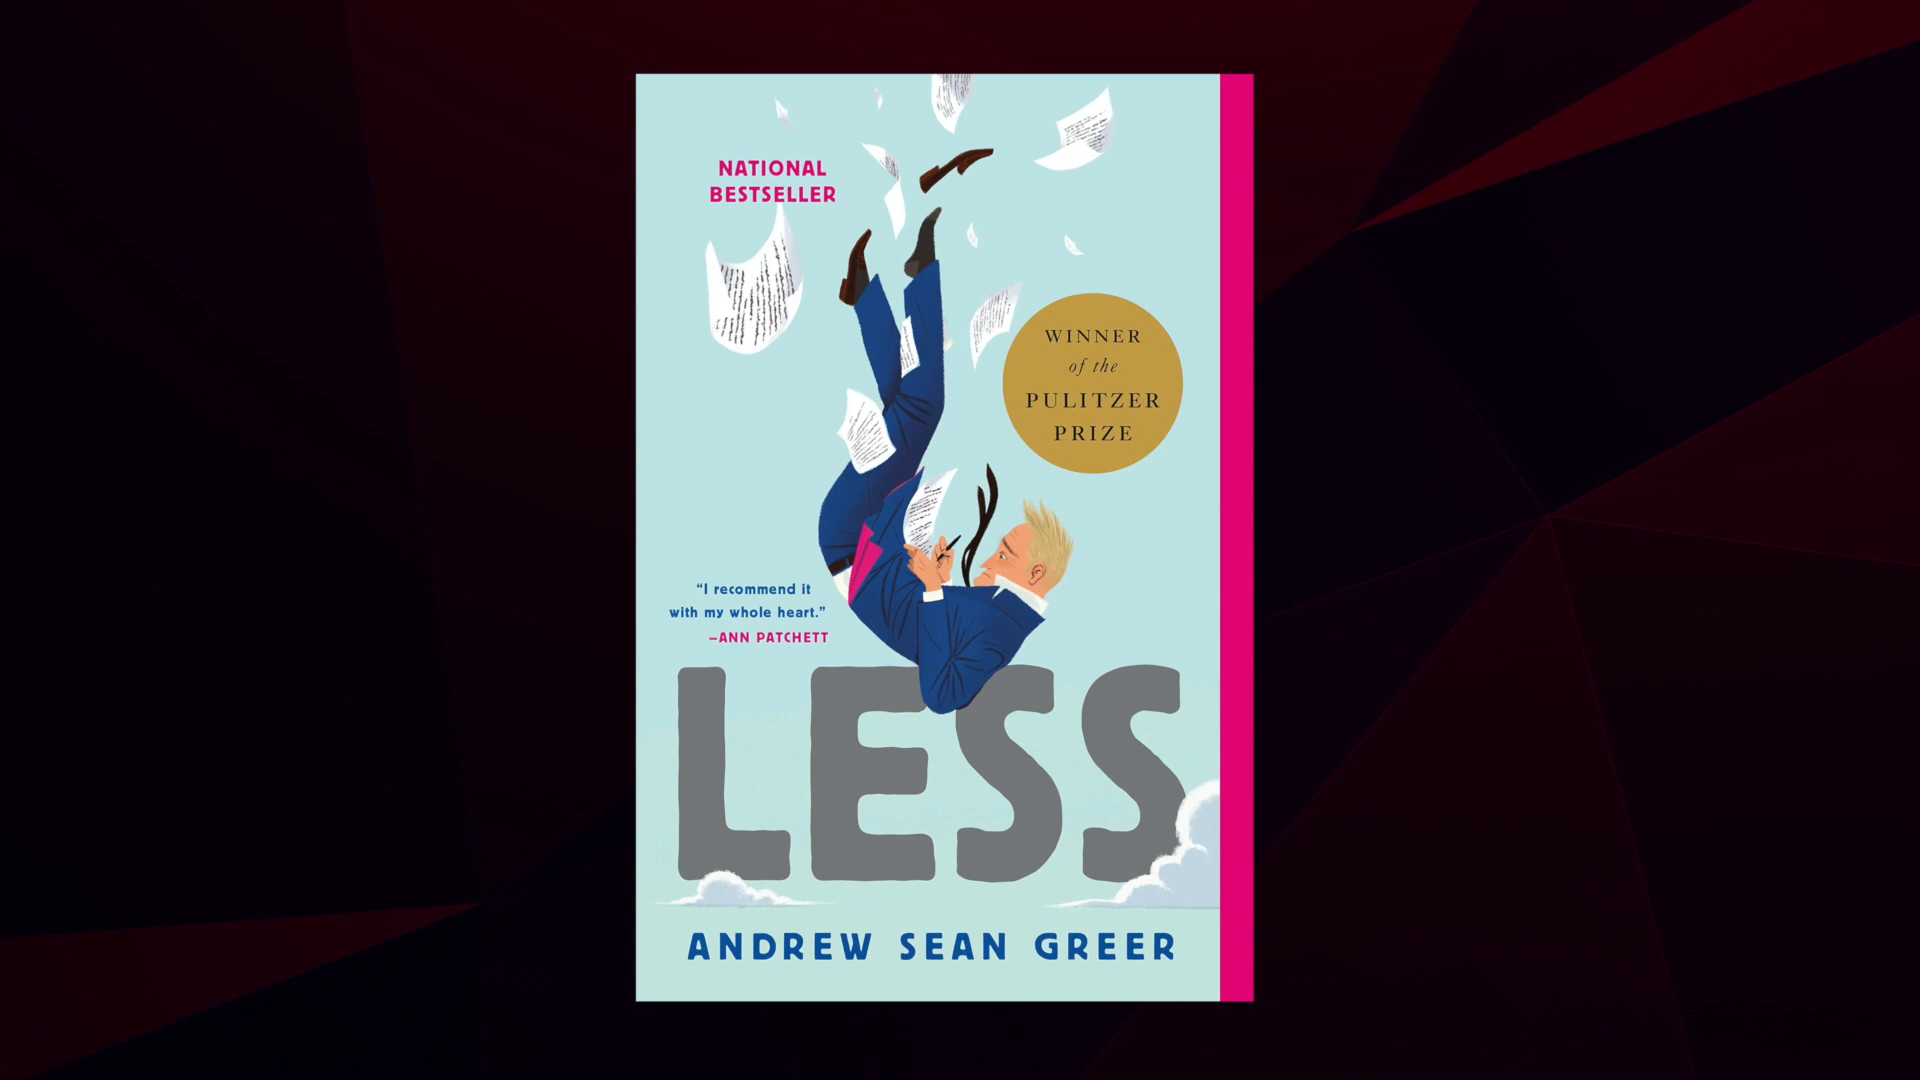 NATIONAL
BESTSELLER
WINNER
of the
PULITZER
PRIZE
“I recommend it
with my whole heart.”
–ANN PATCHETT
LESS
ANDREW SEAN GREER